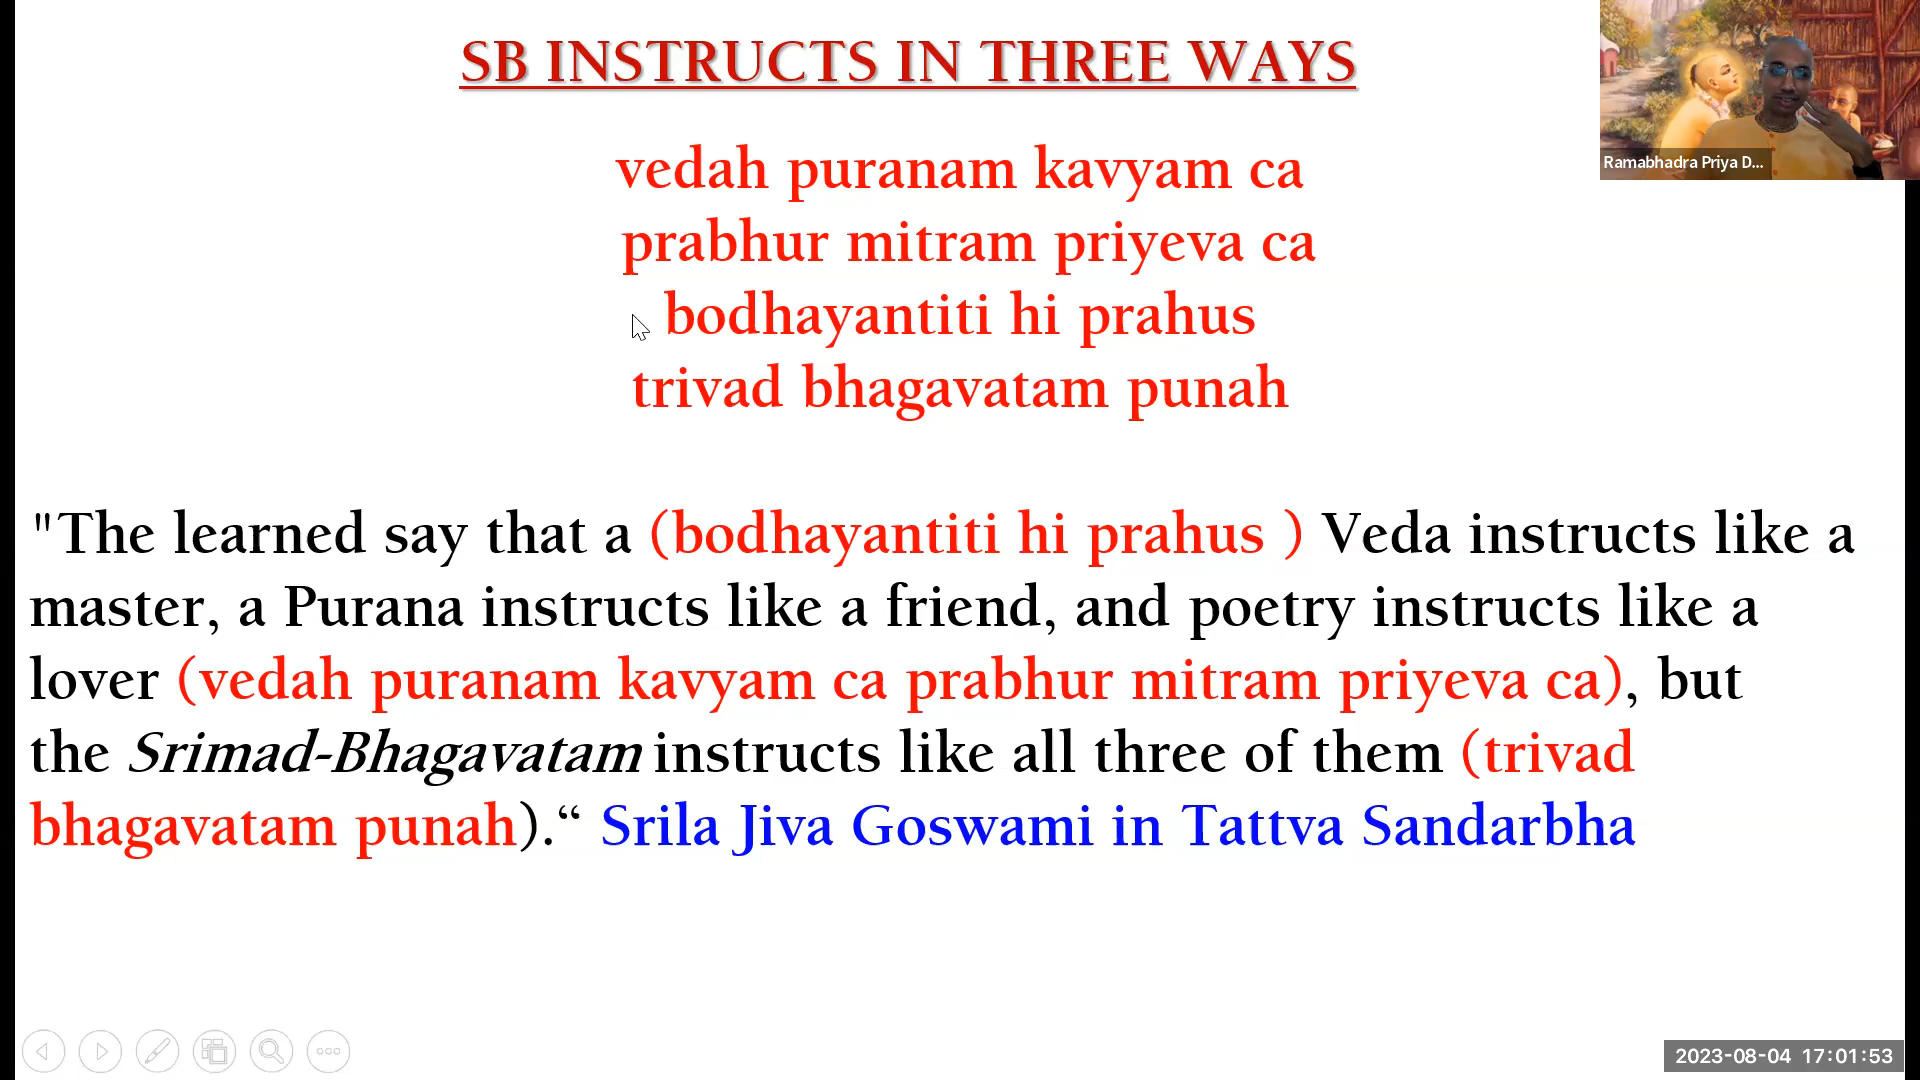 SB INSTRUCTS IN THREE WAYS
Ramabhadra Priya D...
vedah puranam kavyam ca
prabhur mitram priyeva ca
bodhayantiti hi prahus
trivad bhagavatam punah
"The learned say that a (bodhayantiti hi prahus ) Veda instructs like a
master, a Purana instructs like a friend, and poetry instructs like a
lover (vedah puranam kavyam ca prabhur mitram priyeva ca), but
the Srimad-Bhagavatam instructs like all three of them (trivad
bhagavatam punah).“ Srila Jiva Goswami in Tattva Sandarbha
2023-08-04 17:01:53